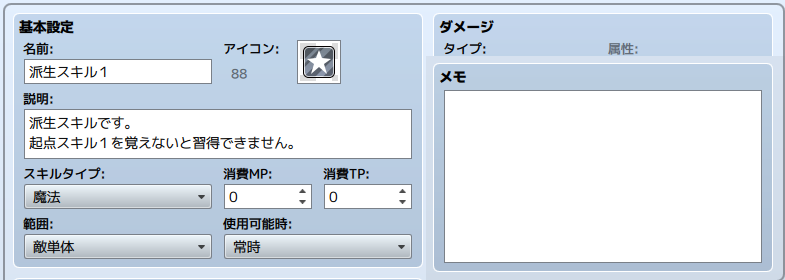 基本設定
名前:
アイコン:
派生スキル１
88
説明:
派生スキルです。
起点スキル１を覚えないと習得できません。
スキルタイプ:
消費MP:
消費TP:
魔法
0
0
範囲:
使用可能時:
敵単体
常時
ダメージ
タイプ:
属性:
メモ